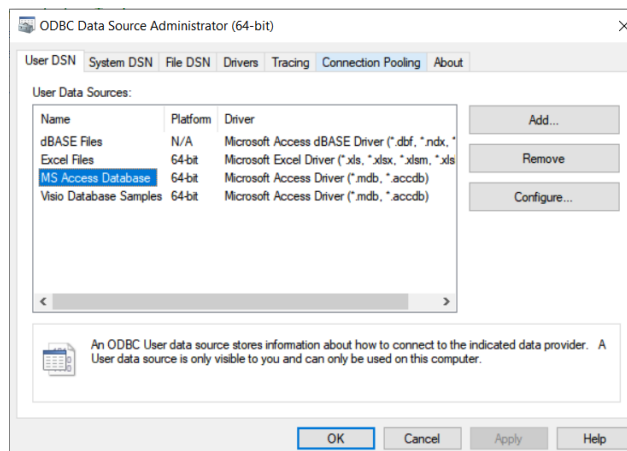 ODBC Data Source Administrator (64-bit)
User DSN System DSN File DSN Drivers Tracing Connection Pooling About
User Data Sources:
Name Platform Driver
dBASE Files N/A Microsoft Access dBASE Driver (*.dbf, *.ndx, *
Excel Files 64-bit Microsoft Excel Driver (*.xls, *.xlsx, *.xlsm, *.xls
MS Access Database 64-bit Microsoft Access Driver (*.mdb, *.accdb)
Visio Database Samples 64-bit Microsoft Access Driver (*.mdb, *.accdb)
Add...
Remove
Configure...
An ODBC User data source stores information about how to connect to the indicated data provider. A
User data source is only visible to you and can only be used on this computer.
OK Cancel Apply Help